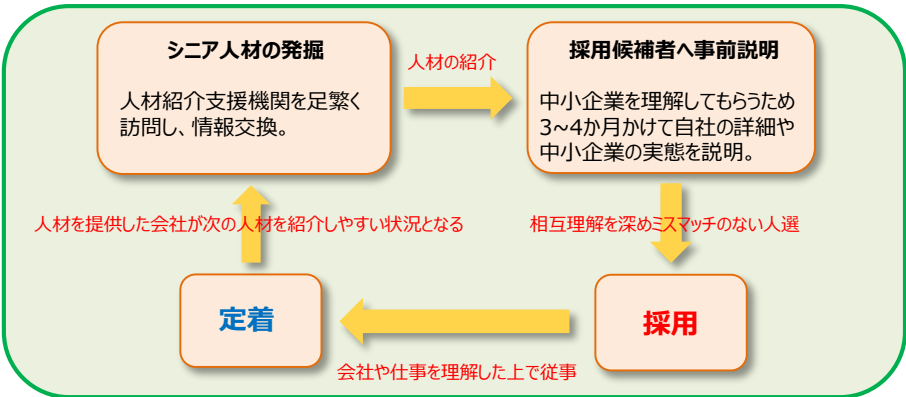 シニア人材の発掘
人材紹介支援機関を足繁く
訪問し、情報交換。
人材の紹介
採用候補者へ事前説明
中小企業を理解してもらうため
3~4か月かけて自社の詳細や
中小企業の実態を説明。
相互理解を深めミスマッチのない人選
採用
会社や仕事を理解した上で従事
定着
人材を提供した会社が次の人材を紹介しやすい状況となる